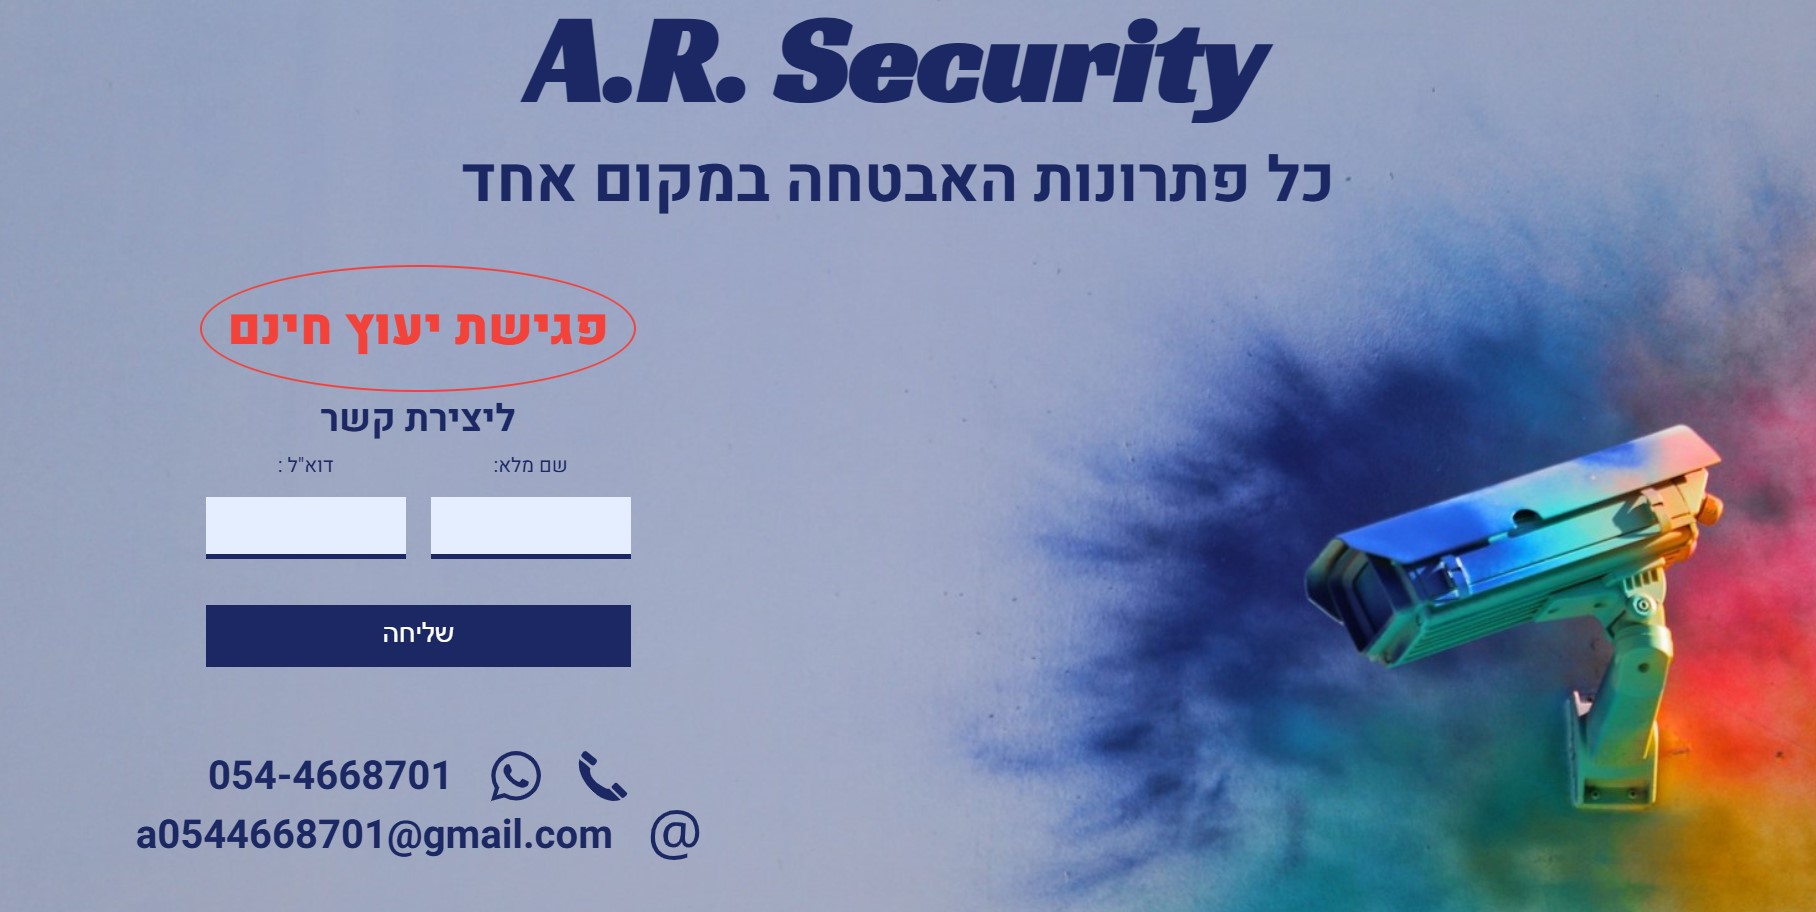 A.R. Security
כל פתרונות האבטחה במקום אחד
פגישת יעוץ חינם
ליצירת קשר
שם מלא: דוא"ל :
שליחה
054-4668701
a0544668701@gmail.com @